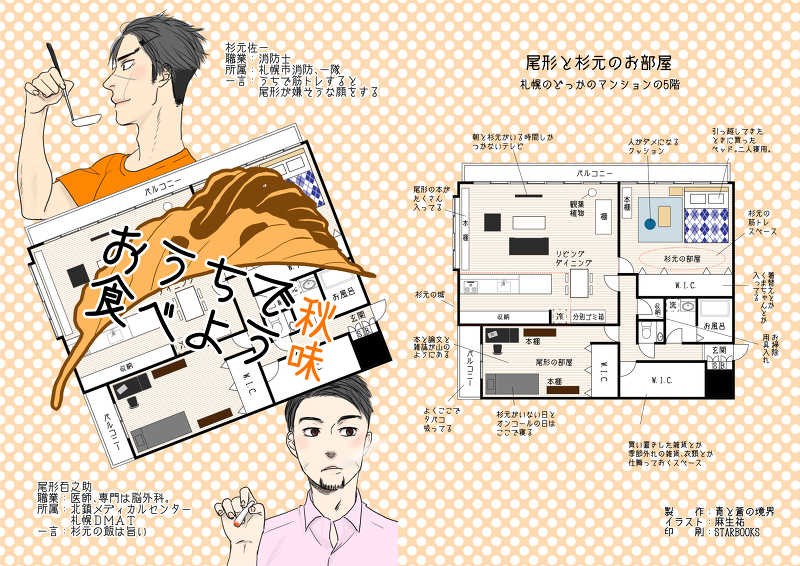 杉元佐一
職業：消防士
所属：札幌市消防、一隊
一言：うちで筋トレすると、
尾形が嫌そうな顔をする
バルコニー
おうちで
食べよう
秋味
お風呂
玄関
収納
W.I.C
バルコニー
尾形百之助
職業：医師、専門は脳外科。
所属：北鎮メディカルセンター
札幌DMAT
一言：杉元の飯は旨い
尾形と杉元のお部屋
札幌のどっかのマンションの5階
朝と杉元がいる時間しか
つかないテレビ
人がダメになる
クッション
引っ越してきた
ときに買った
ベッド。二人寝用。
バルコニー
尾形の本が
たくさん
入ってる
本棚
観葉
植物
棚
本棚
リビング
ダイニング
杉元の
筋トレ
スペース
杉元の部屋
W.I.C.
着替えとか
くまちゃんとか
入ってる
杉元の城
収納
冷
分別ゴミ箱
収納
洗
お風呂
玄関
お掃除
用具入れ
本と論文と
雑誌が山の
ようにある
バルコニー
本棚
尾形の部屋
本棚
W.I.C
W.I.C.
よくここで
タバコ
吸ってる
杉元がいない日と
オンコールの日は
ここで寝る
買い置きした雑貨とか
季節外れの雑貨、衣類とか
仕舞っておくスペース
製　作：青と蒼の境界
イラスト：麻生祐
印　刷：STARBOOKS